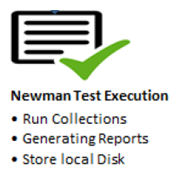 Newman Test Execution
• Run Collections
• Generating Reports
• Store local Disk